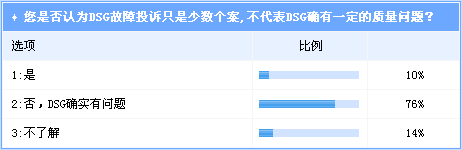 ✦ 您是否认为DSG故障投诉只是少数个案,不代表DSG确有一定的质量问题？
选项 比例
1:是 10%
2:否，DSG确实有问题 76%
3:不了解 14%